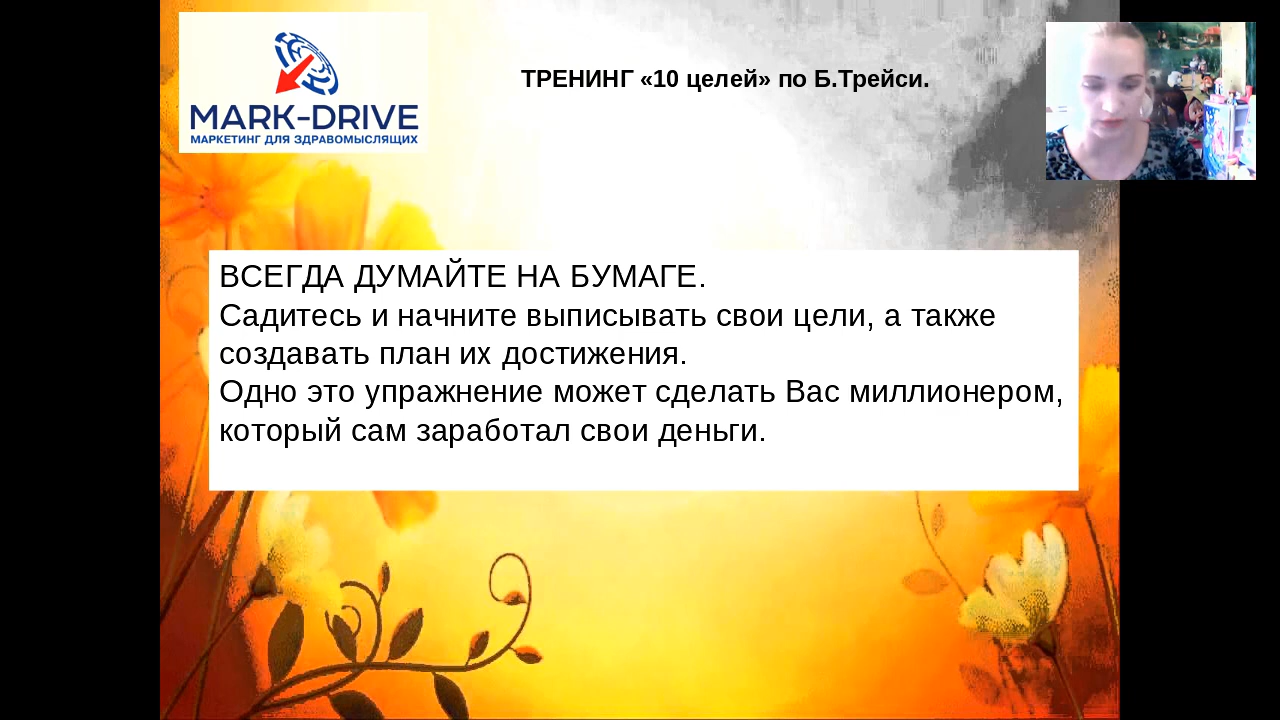 MARK-DRIVE
МАРКЕТИНГ ДЛЯ ЗДРАВОМЫСЛЯЩИХ
ТРЕНИНГ «10 целей» по Б.Трейси.
ВСЕГДА ДУМАЙТЕ НА БУМАГЕ.
Садитесь и начните выписывать свои цели, а также
создавать план их достижения.
Одно это упражнение может сделать Вас миллионером,
который сам заработал свои деньги.